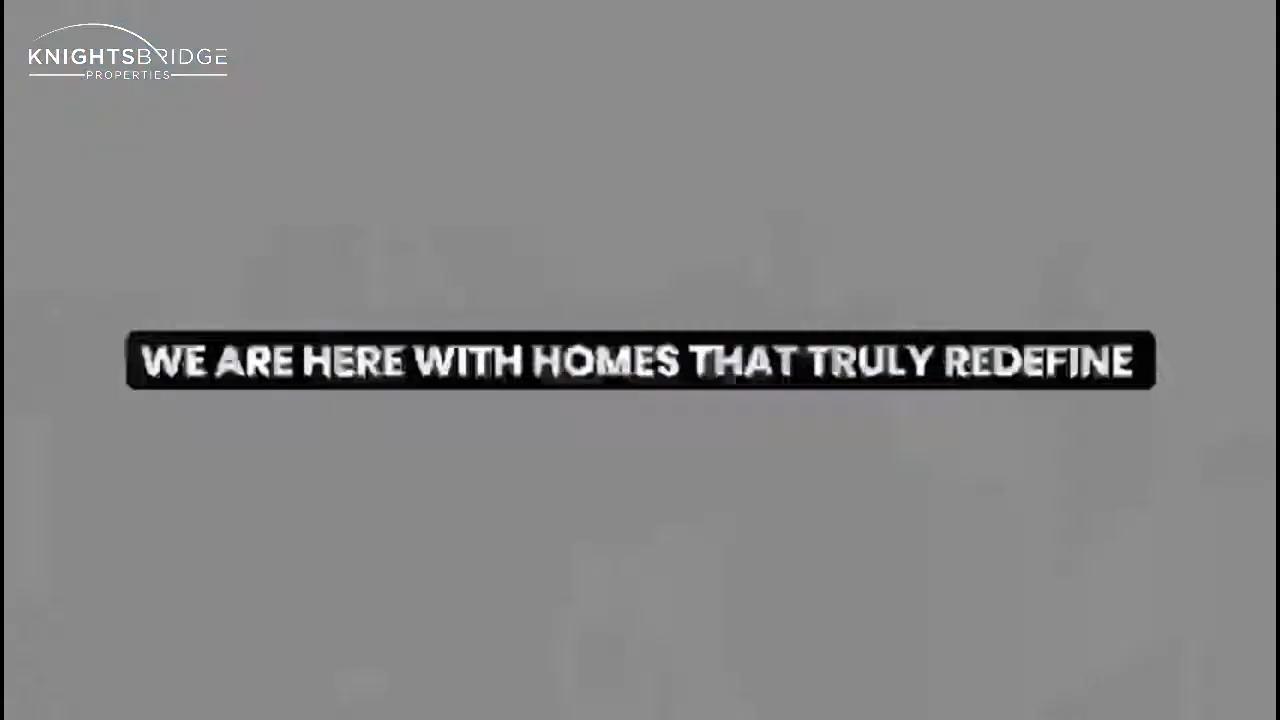 KNIGHTSBRIDGE
PROPERTIES
WE ARE HERE WITH HOMES THAT TRULY REDEFINE